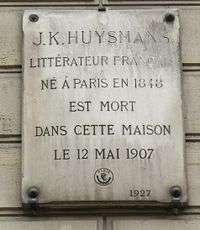 J.K.HUYSMANS
LITTÉRATEUR FRANÇAIS
NÉ À PARIS EN 1848
EST MORT
DANS CETTE MAISON
LE 12 MAI 1907
1927